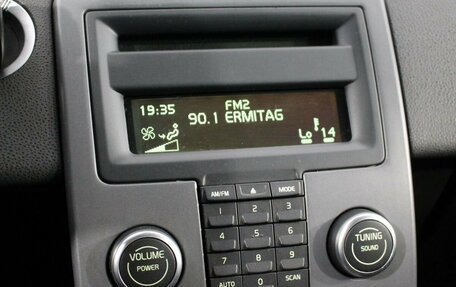 FM2
19:35
90.1 ERMITAG
Lo 14
AM/FM
MODE
1 2 3
4 5 6
7 8 9
AUTO 0 SCAN
VOLUME
POWER
TUNING
SOUND